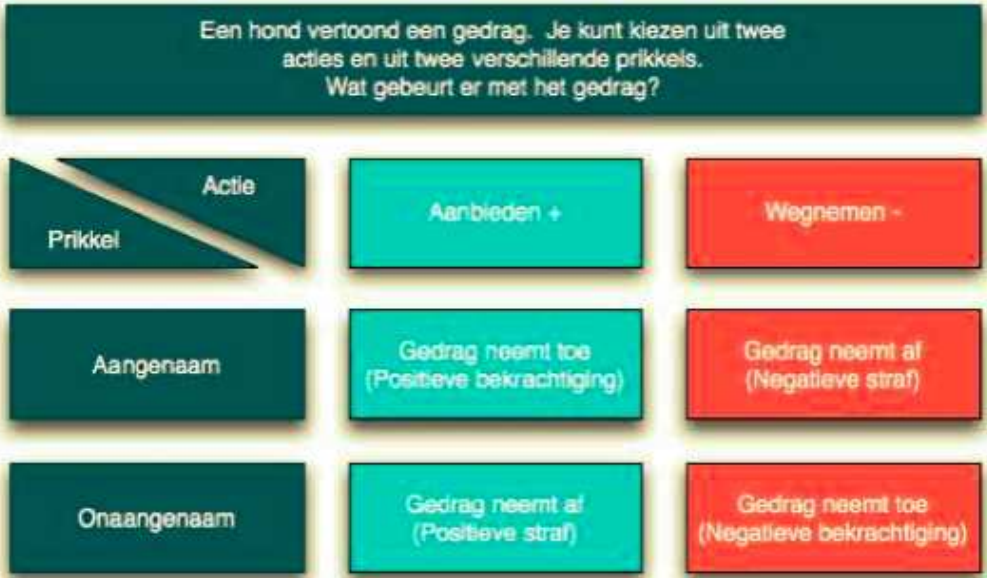 Een hond vertoond een gedrag. Je kunt kiezen uit twee
acties en uit twee verschillende prikkels.
Wat gebeurt er met het gedrag?
Actie
Prikkel
Aanbieden +
Wegnemen -
Aangenaam
Gedrag neemt toe
(Positieve bekrachtiging)
Gedrag neemt af
(Negatieve straf)
Onaangenaam
Gedrag neemt af
(Positieve straf)
Gedrag neemt toe
(Negatieve bekrachtiging)